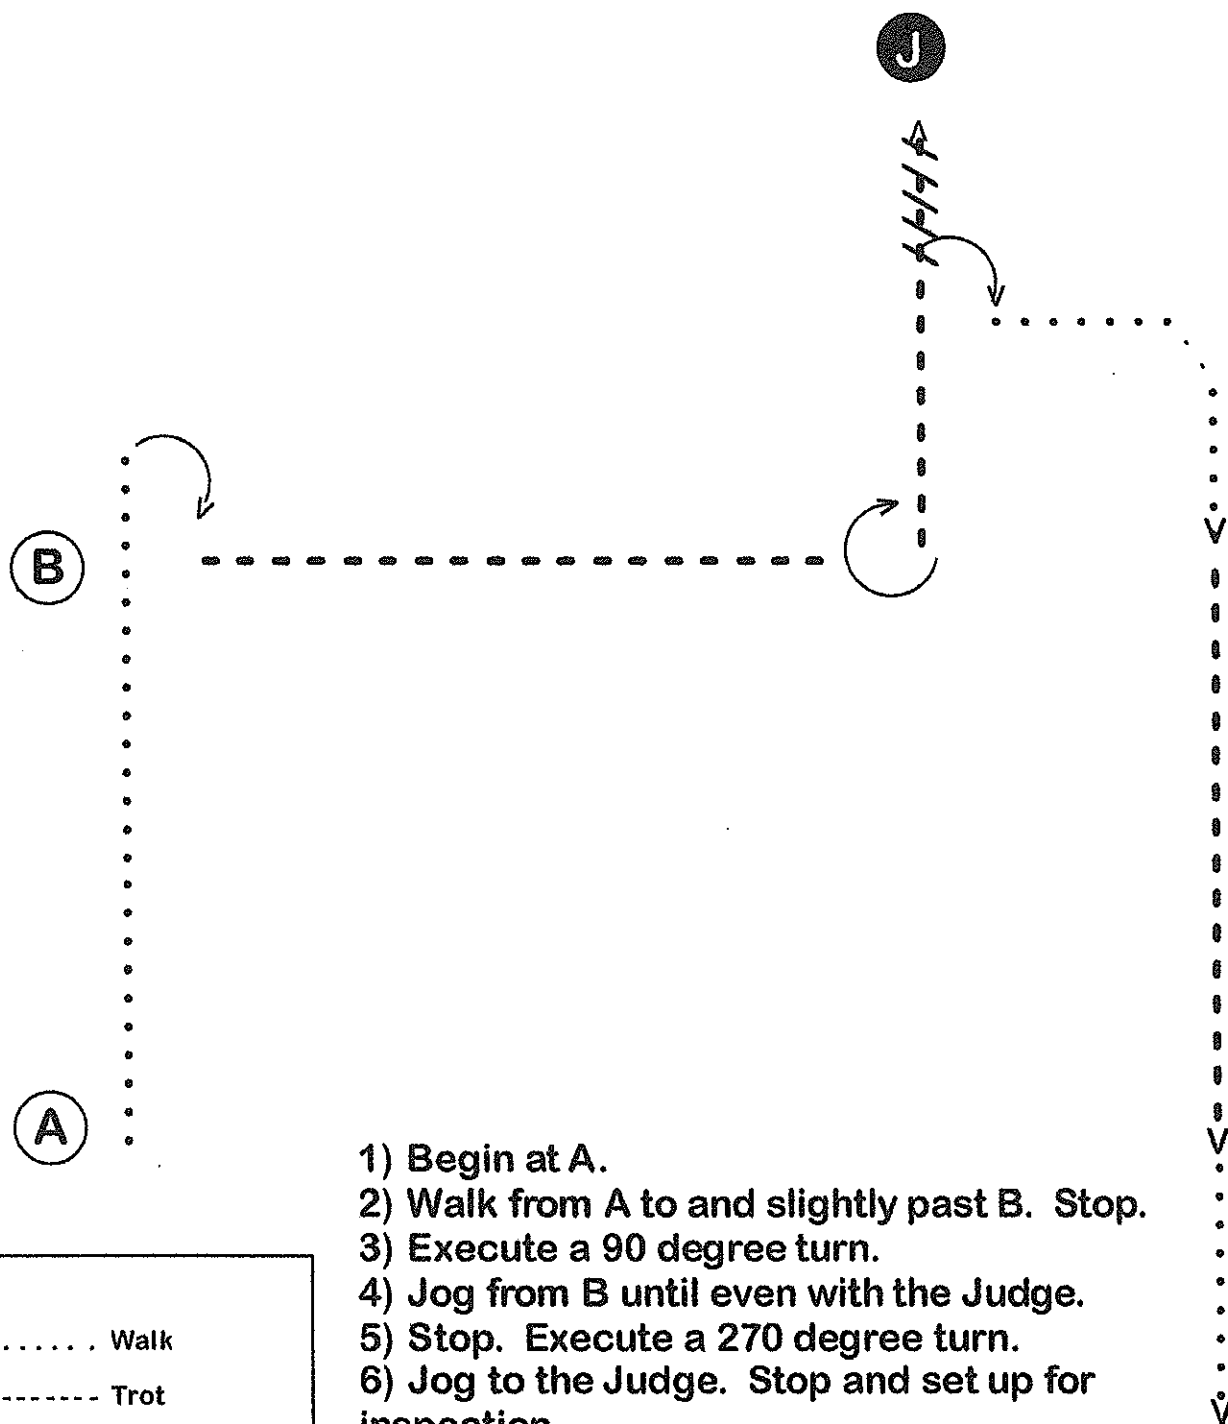 J
B
A
1) Begin at A.
2) Walk from A to and slightly past B. Stop.
3) Execute a 90 degree turn.
4) Jog from B until even with the Judge.
5) Stop. Execute a 270 degree turn.
6) Jog to the Judge. Stop and set up for
inspection
...... Walk
------- Trot